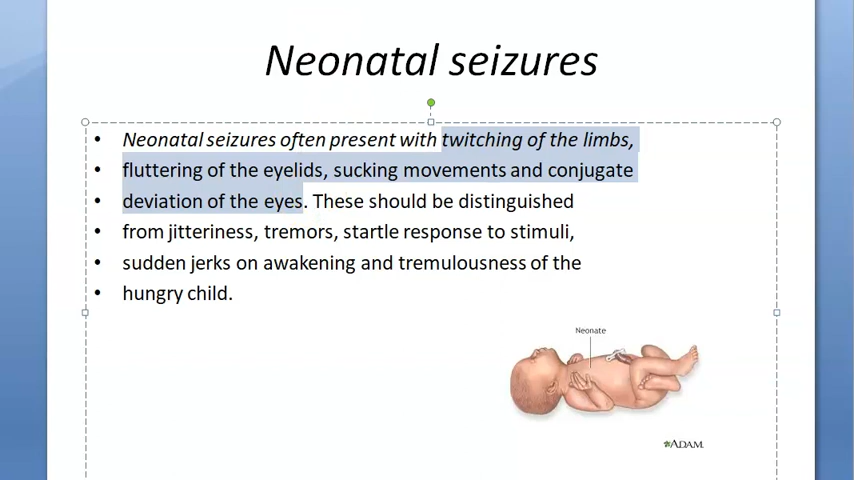 Neonatal seizures
• Neonatal seizures often present with twitching of the limbs,
• fluttering of the eyelids, sucking movements and conjugate
• deviation of the eyes. These should be distinguished
• from jitteriness, tremors, startle response to stimuli,
• sudden jerks on awakening and tremulousness of the
• hungry child.
Neonate
ADAM.